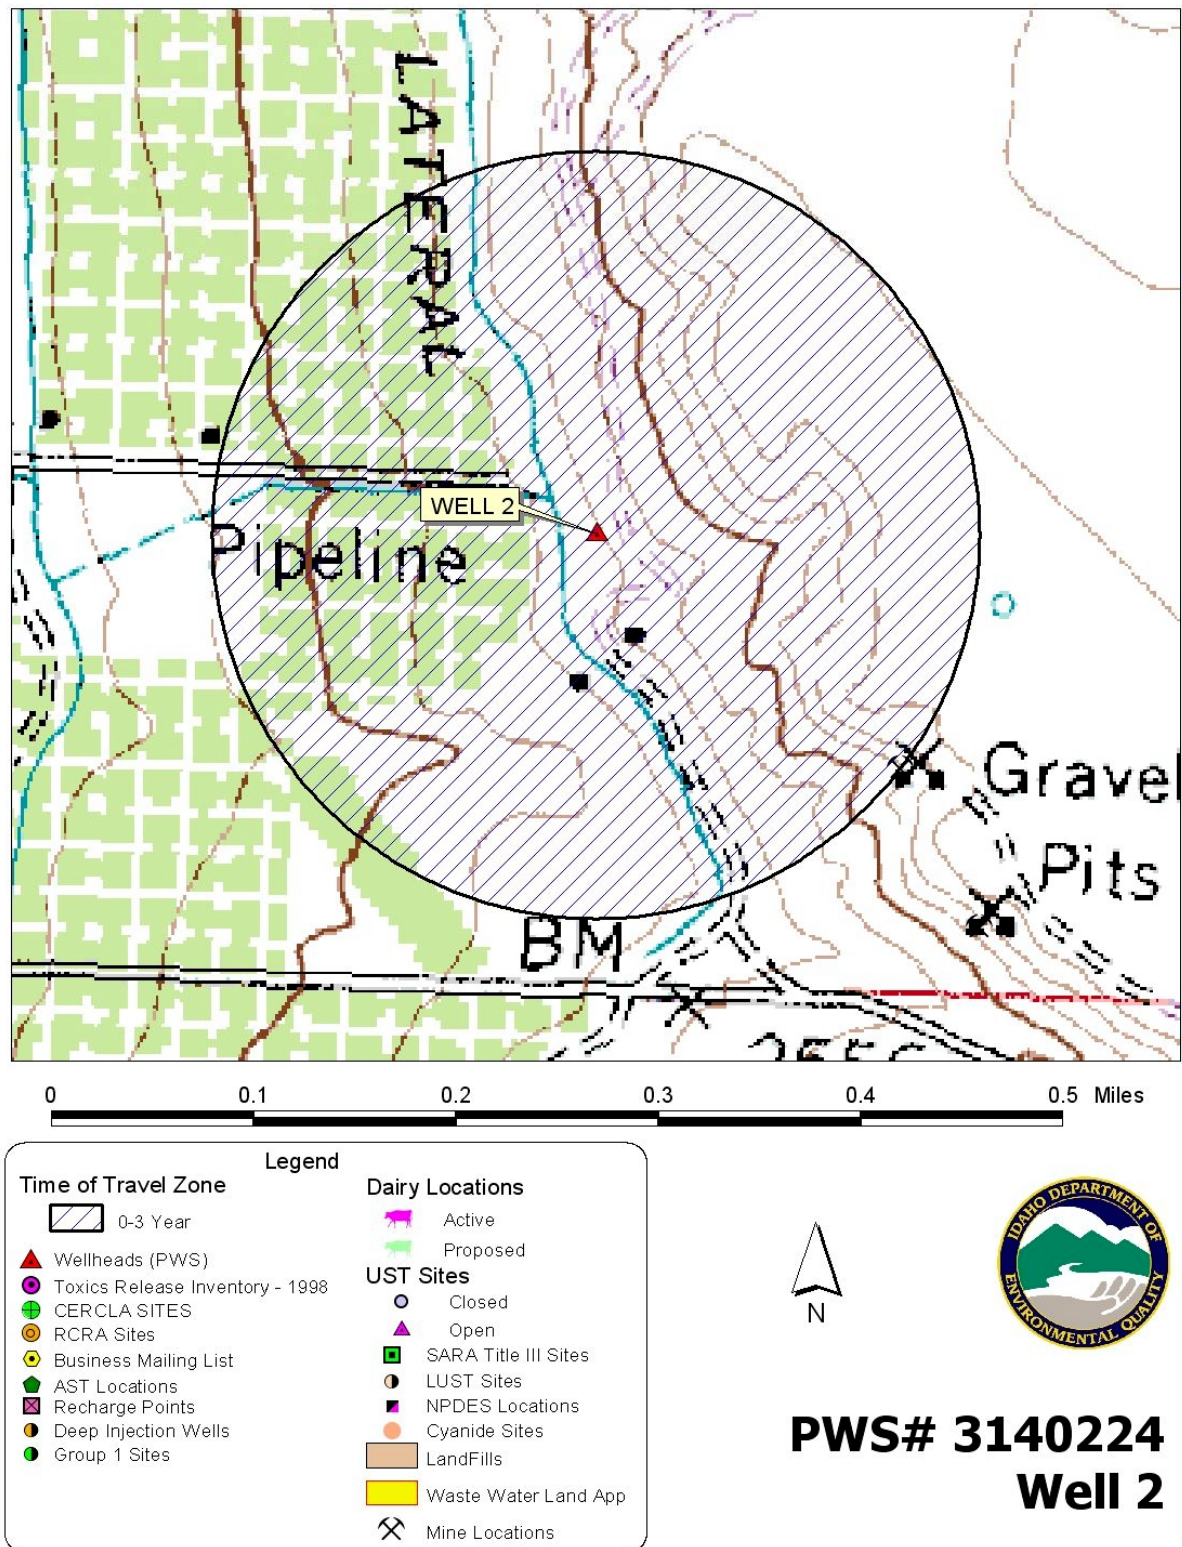 LATERAL
WELL 2
Pipeline
Gravel
Pits
BM
0 0.1 0.2 0.3 0.4 0.5 Miles
Legend
Time of Travel Zone
0-3 Year
Wellheads (PWS)
Toxics Release Inventory - 1998
CERCLA SITES
RCRA Sites
Business Mailing List
AST Locations
Recharge Points
Deep Injection Wells
Group 1 Sites
Dairy Locations
Active
Proposed
UST Sites
Closed
Open
SARA Title III Sites
LUST Sites
NPDES Locations
Cyanide Sites
LandFills
Waste Water Land App
Mine Locations
N
IDAHO DEPARTMENT OF
ENVIRONMENTAL QUALITY
PWS# 3140224
Well 2